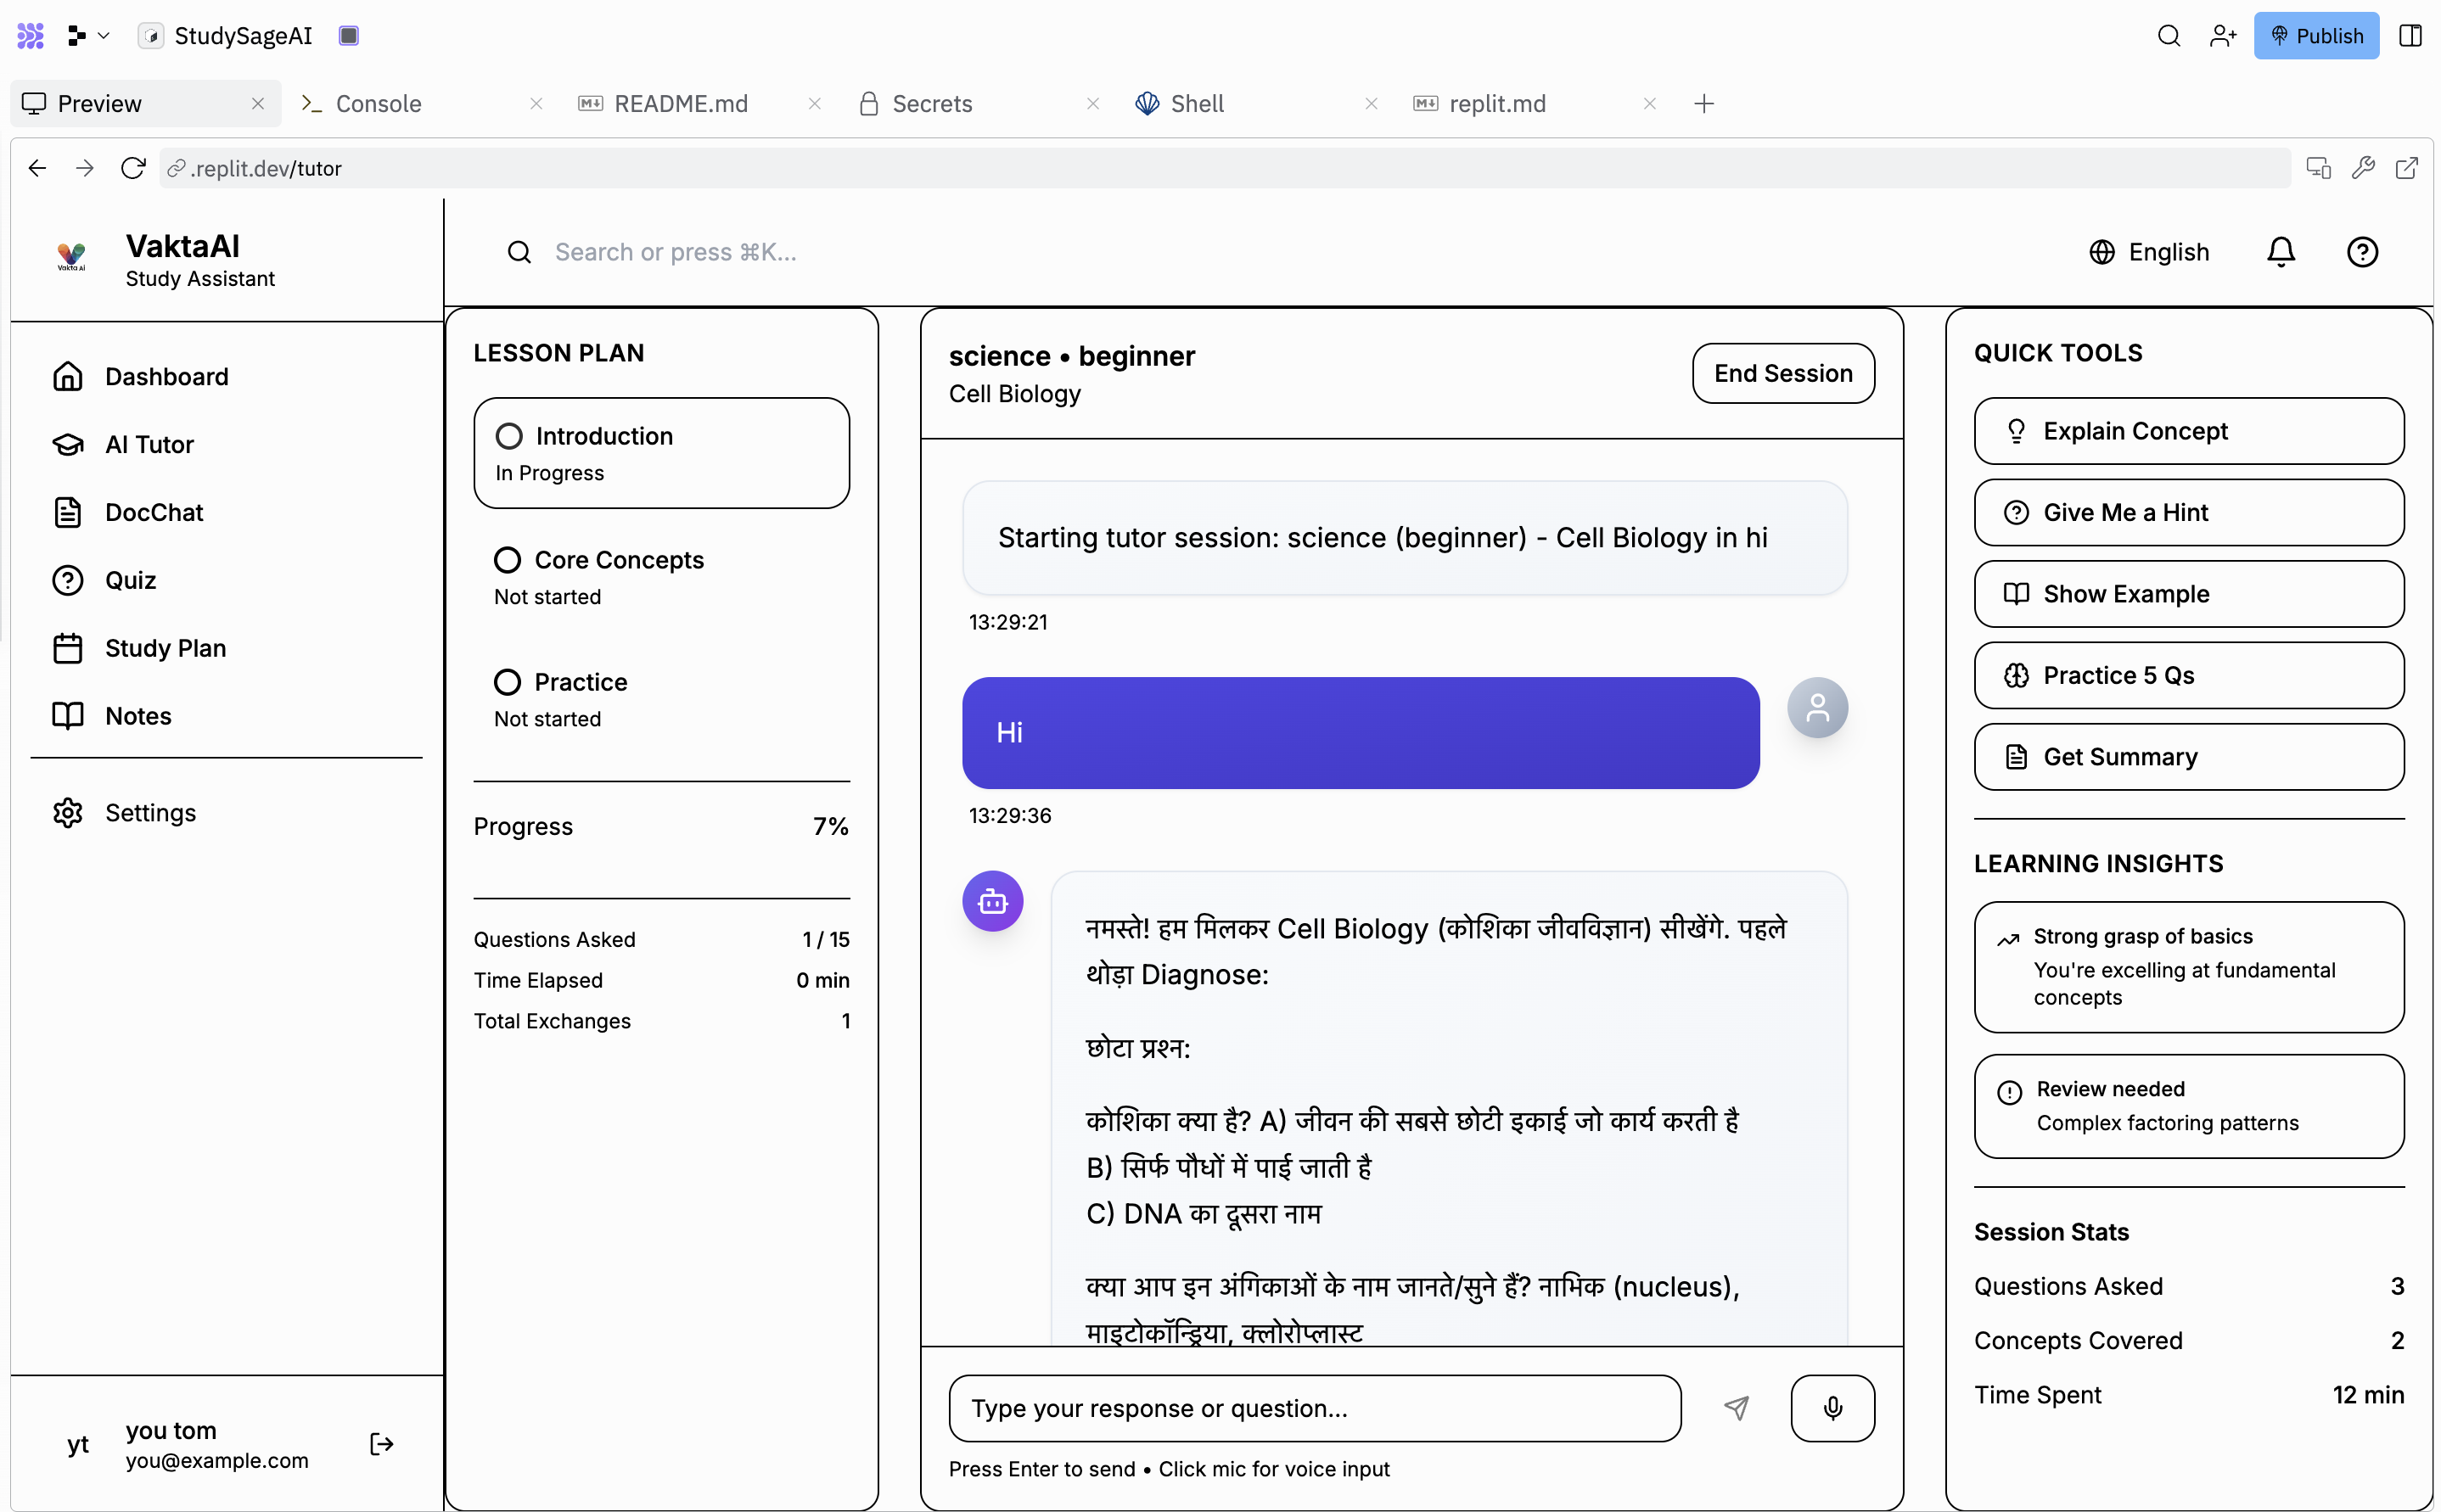 StudySageAI
Publish
Preview
Console
README.md
Secrets
Shell
replit.md
.replit.dev/tutor
VaktaAI
Study Assistant
Vakta Ai
Search or press ⌘K...
English
Dashboard
AI Tutor
DocChat
Quiz
Study Plan
Notes
Settings
yt
you tom
you@example.com
LESSON PLAN
Introduction
In Progress
Core Concepts
Not started
Practice
Not started
Progress 7%
Questions Asked 1 / 15
Time Elapsed 0 min
Total Exchanges 1
science • beginner
Cell Biology
End Session
Starting tutor session: science (beginner) - Cell Biology in hi
13:29:21
Hi
13:29:36
नमस्ते! हम मिलकर Cell Biology (कोशिका जीवविज्ञान) सीखेंगे. पहले
थोड़ा Diagnose:
छोटा प्रश्न:
कोशिका क्या है? A) जीवन की सबसे छोटी इकाई जो कार्य करती है
B) सिर्फ पौधों में पाई जाती है
C) DNA का दूसरा नाम
क्या आप इन अंगिकाओं के नाम जानते/सुने हैं? नाभिक (nucleus),
माइटोकॉन्ड्रिया, क्लोरोप्लास्ट
Type your response or question...
Press Enter to send • Click mic for voice input
QUICK TOOLS
Explain Concept
Give Me a Hint
Show Example
Practice 5 Qs
Get Summary
LEARNING INSIGHTS
Strong grasp of basics
You're excelling at fundamental
concepts
Review needed
Complex factoring patterns
Session Stats
Questions Asked 3
Concepts Covered 2
Time Spent 12 min